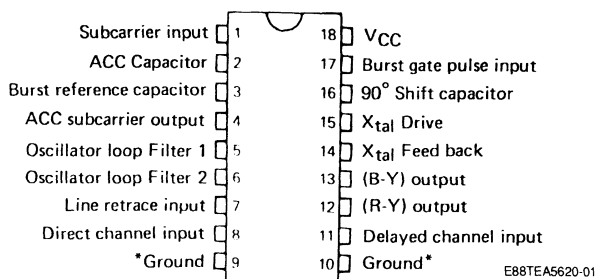 Subcarrier input 1 18 VCC
ACC Capacitor 2 17 Burst gate pulse input
Burst reference capacitor 3 16 90° Shift capacitor
ACC subcarrier output 4 15 Xtal Drive
Oscillator loop Filter 1 5 14 Xtal Feed back
Oscillator loop Filter 2 6 13 (B-Y) output
Line retrace input 7 12 (R-Y) output
Direct channel input 8 11 Delayed channel input
*Ground 9 10 Ground*
E88TEA5620-01